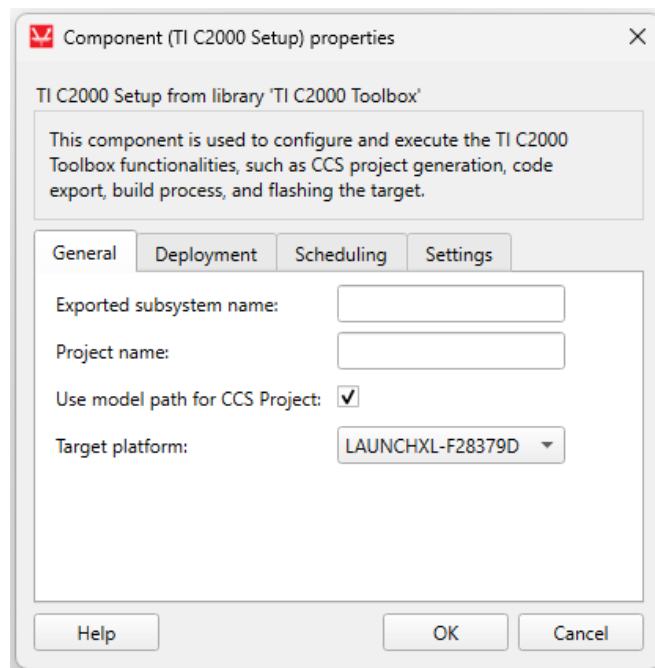 Component (TI C2000 Setup) properties
TI C2000 Setup from library 'TI C2000 Toolbox'
This component is used to configure and execute the TI C2000
Toolbox functionalities, such as CCS project generation, code
export, build process, and flashing the target.
General Deployment Scheduling Settings
Exported subsystem name:
Project name:
Use model path for CCS Project:
Target platform: LAUNCHXL-F28379D
Help OK Cancel